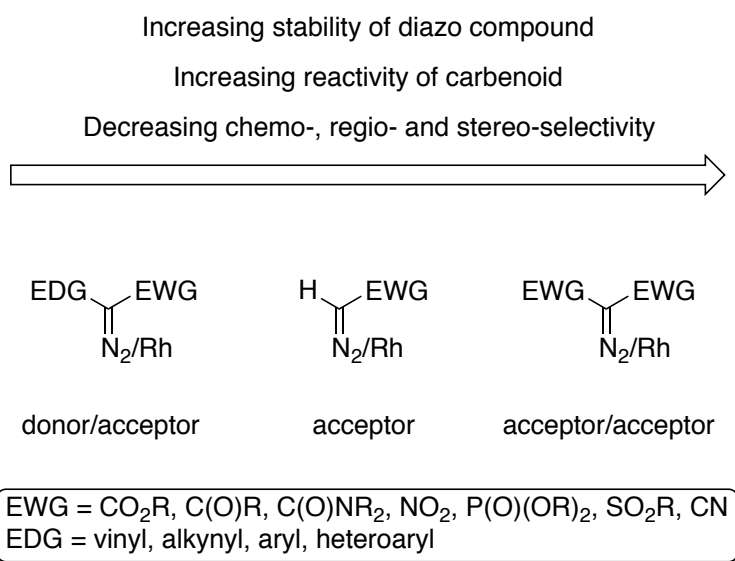 Increasing stability of diazo compound
Increasing reactivity of carbenoid
Decreasing chemo-, regio- and stereo-selectivity
EDG EWG H EWG EWG EWG
N₂/Rh N₂/Rh N₂/Rh
donor/acceptor acceptor acceptor/acceptor
EWG = CO₂R, C(O)R, C(O)NR₂, NO₂, P(O)(OR)₂, SO₂R, CN
EDG = vinyl, alkynyl, aryl, heteroaryl